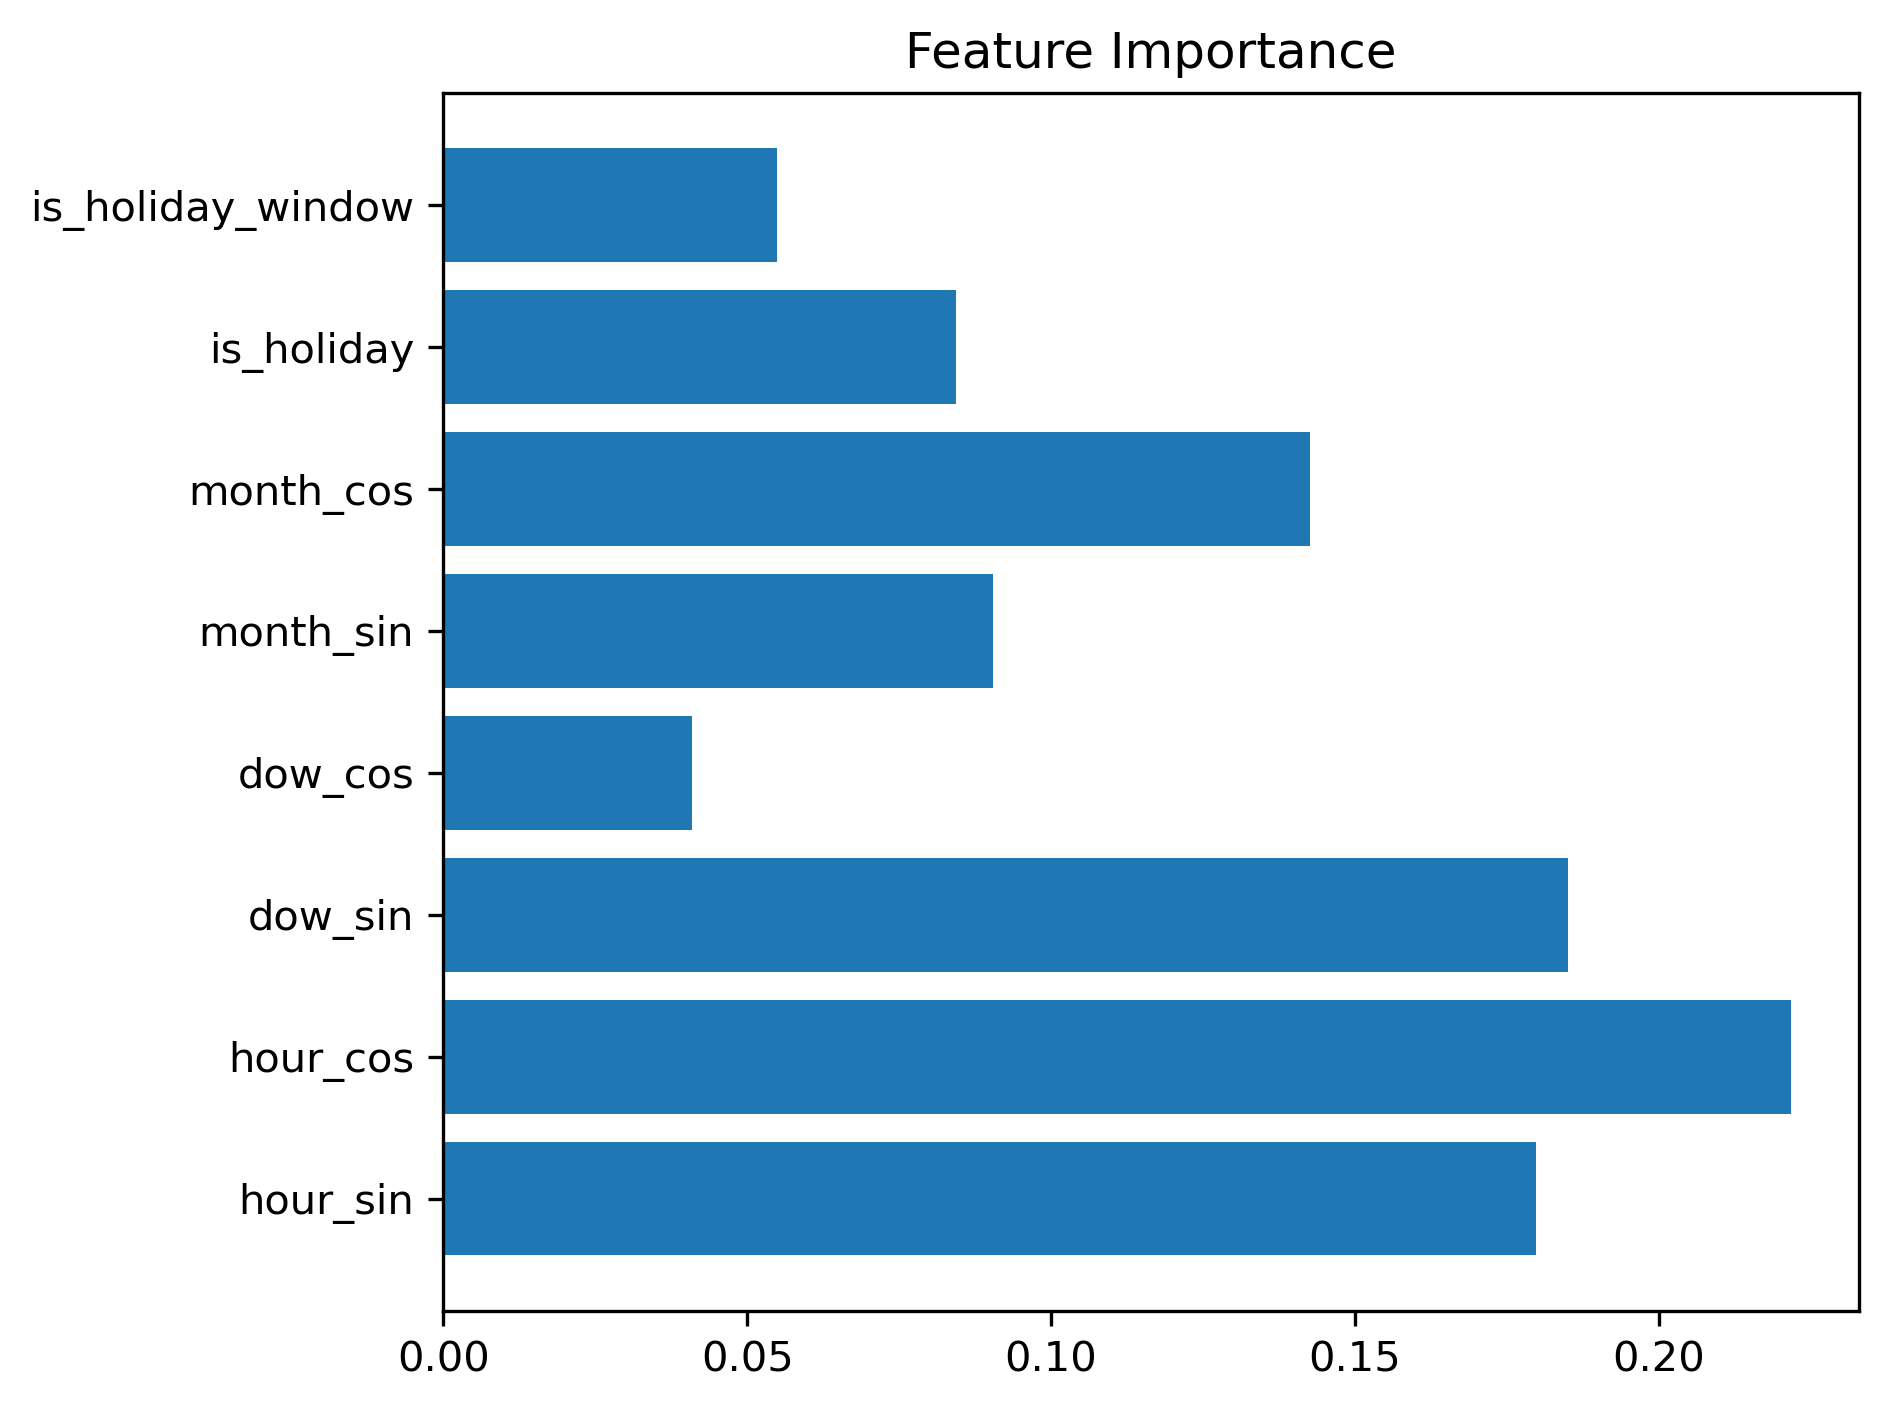 Feature Importance
is_holiday_window
is_holiday
month_cos
month_sin
dow_cos
dow_sin
hour_cos
hour_sin
0.00 0.05 0.10 0.15 0.20